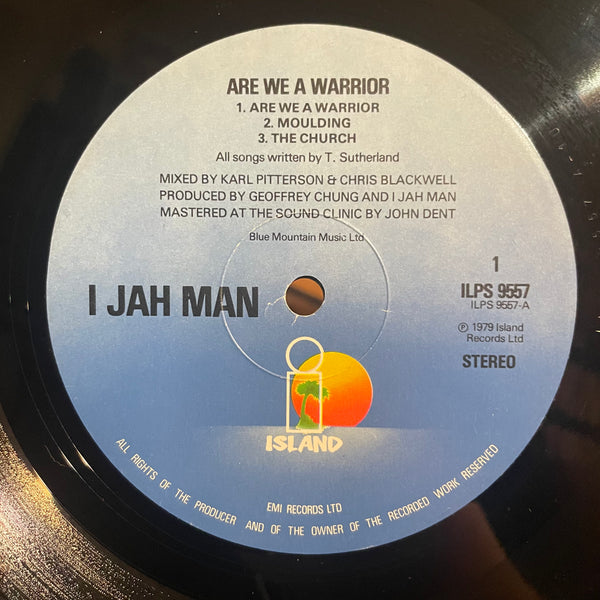 ARE WE A WARRIOR
1. ARE WE A WARRIOR
2. MOULDING
3. THE CHURCH
All songs written by T. Sutherland
MIXED BY KARL PITTERSON & CHRIS BLACKWELL
PRODUCED BY GEOFFREY CHUNG AND I JAH MAN
MASTERED AT THE SOUND CLINIC BY JOHN DENT
Blue Mountain Music Ltd
I JAH MAN
1
ILPS 9557
ILPS 9557-A
℗ 1979 Island
Records Ltd
STEREO
ISLAND
EMI RECORDS LTD
ALL RIGHTS OF THE PRODUCER AND OF THE OWNER OF THE RECORDED WORK RESERVED